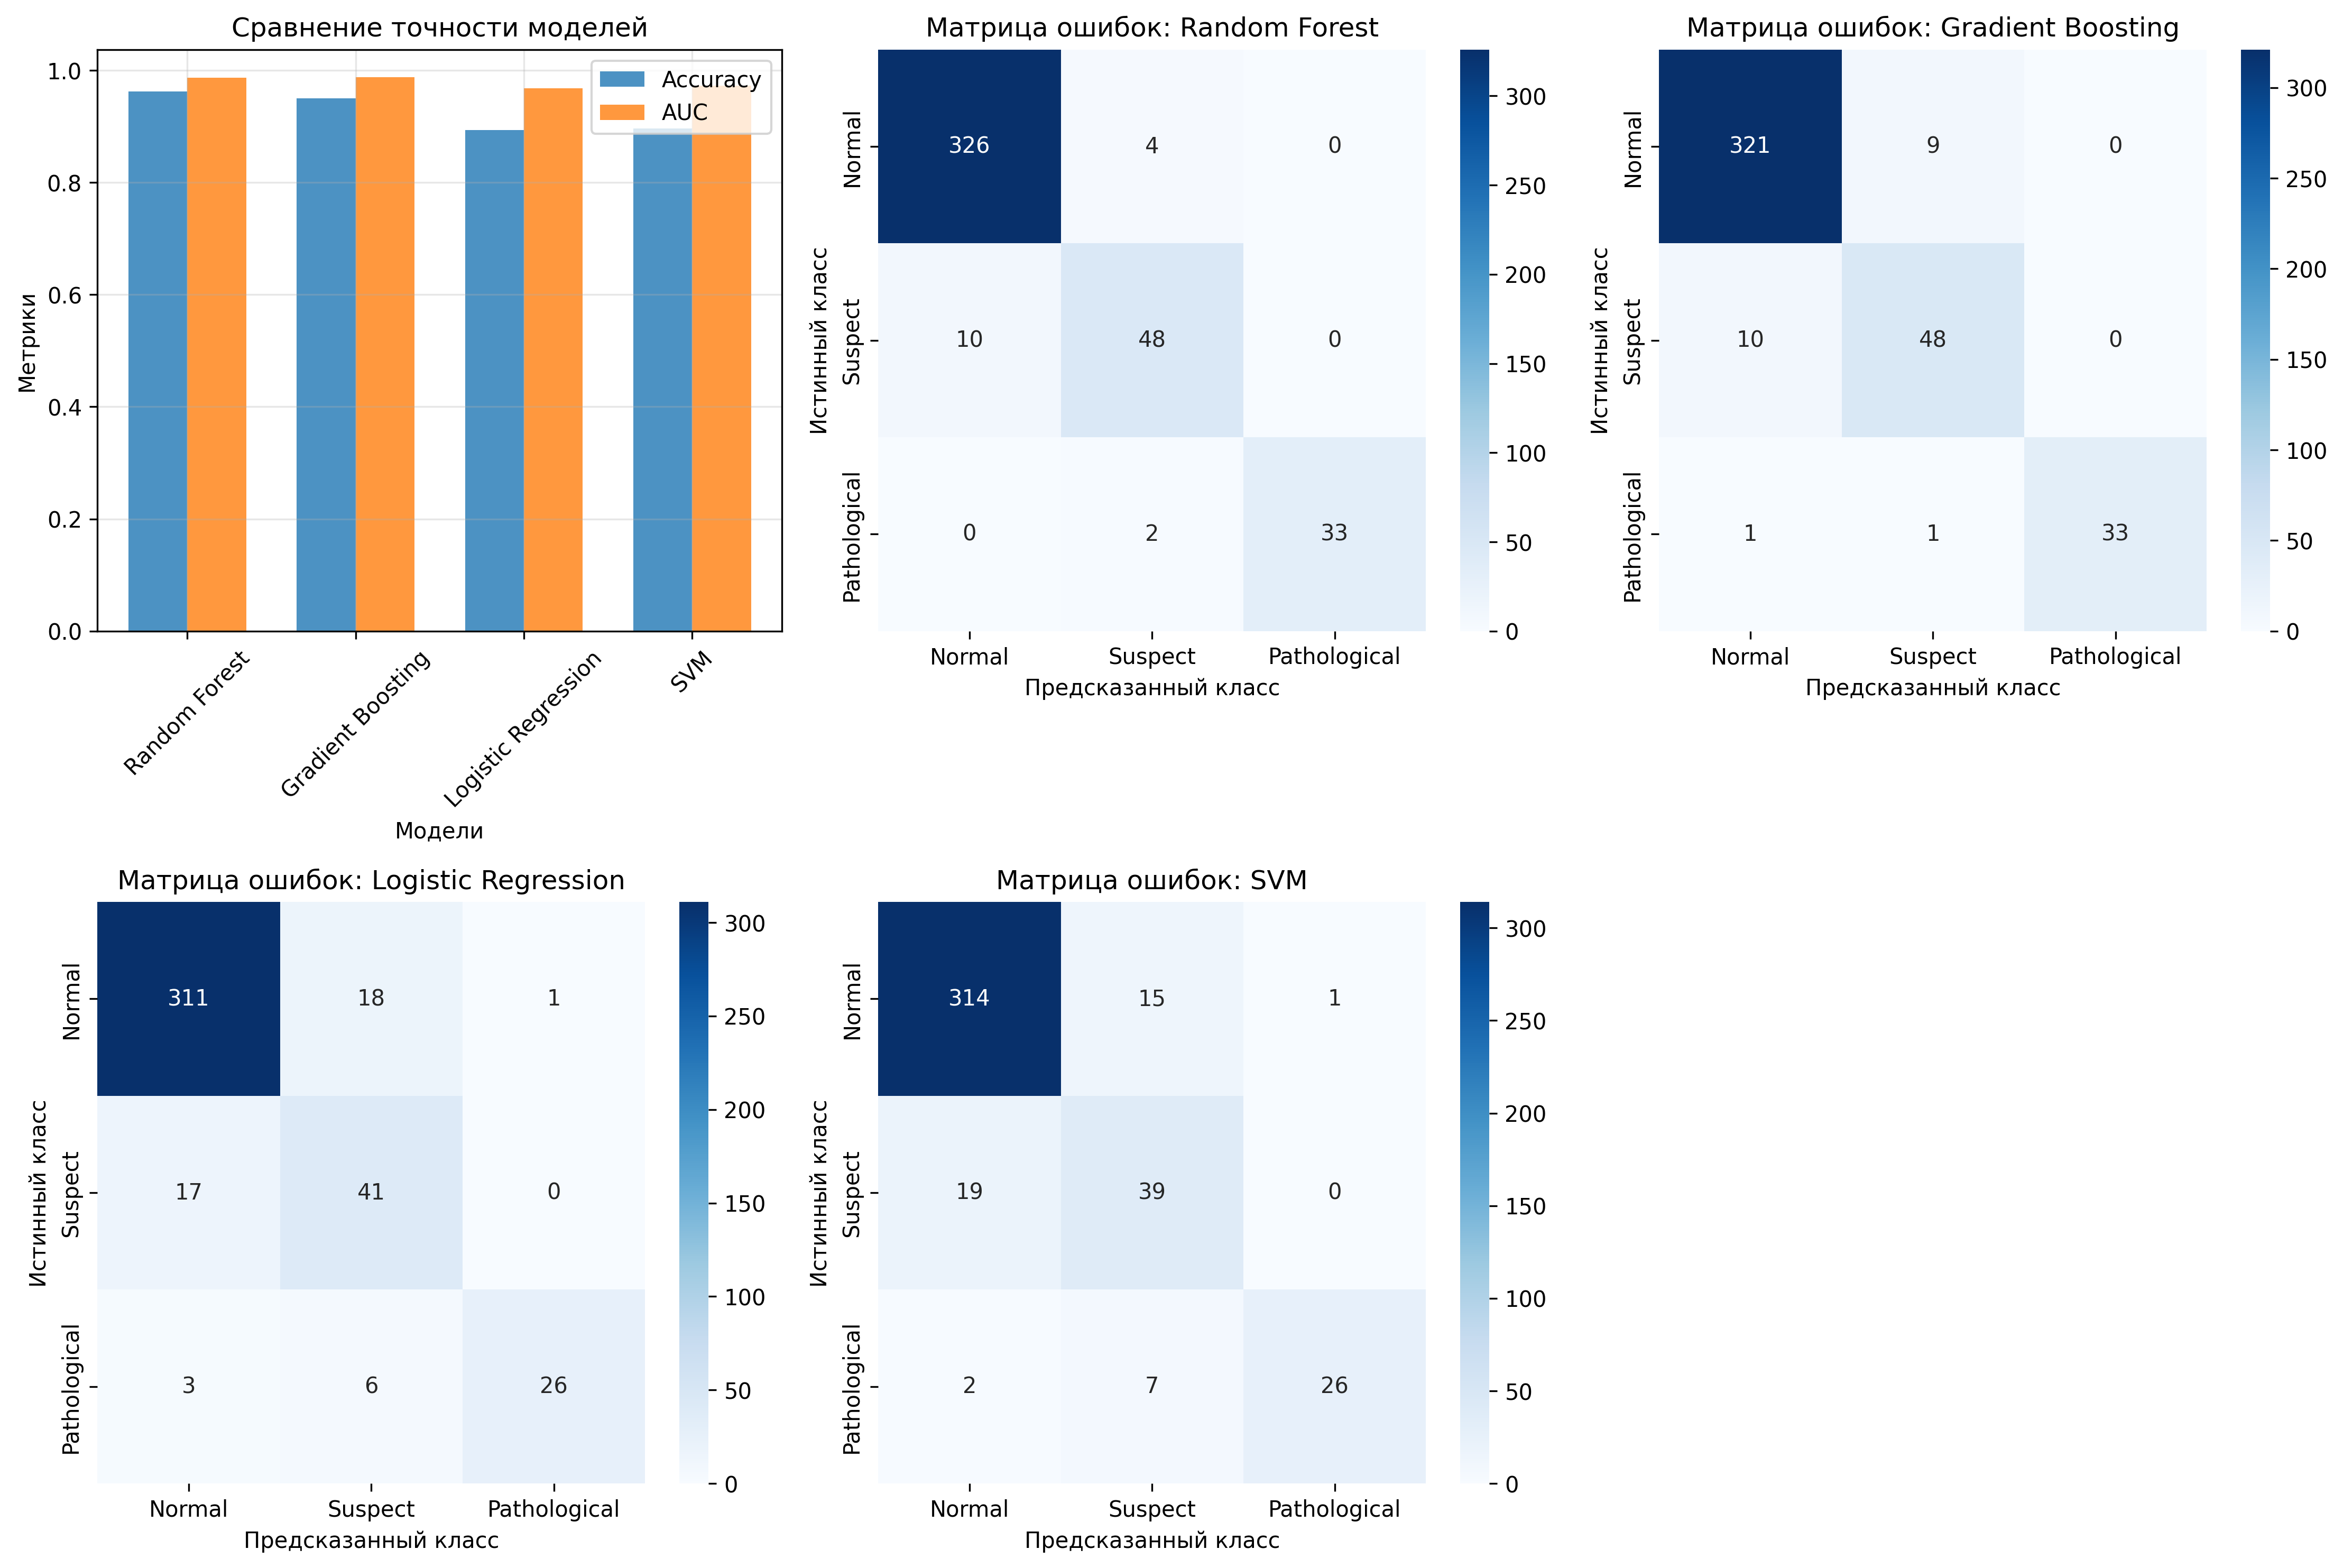 Сравнение точности моделей
Метрики
1.0
0.8
0.6
0.4
0.2
0.0
Accuracy
AUC
Random Forest
Gradient Boosting
Logistic Regression
SVM
Модели
Матрица ошибок: Random Forest
Истинный класс
Normal
Suspect
Pathological
326 4 0
10 48 0
0 2 33
Normal Suspect Pathological
Предсказанный класс
300
250
200
150
100
50
0
Матрица ошибок: Gradient Boosting
Истинный класс
Normal
Suspect
Pathological
321 9 0
10 48 0
1 1 33
Normal Suspect Pathological
Предсказанный класс
300
250
200
150
100
50
0
Матрица ошибок: Logistic Regression
Истинный класс
Normal
Suspect
Pathological
311 18 1
17 41 0
3 6 26
Normal Suspect Pathological
Предсказанный класс
300
250
200
150
100
50
0
Матрица ошибок: SVM
Истинный класс
Normal
Suspect
Pathological
314 15 1
19 39 0
2 7 26
Normal Suspect Pathological
Предсказанный класс
300
250
200
150
100
50
0